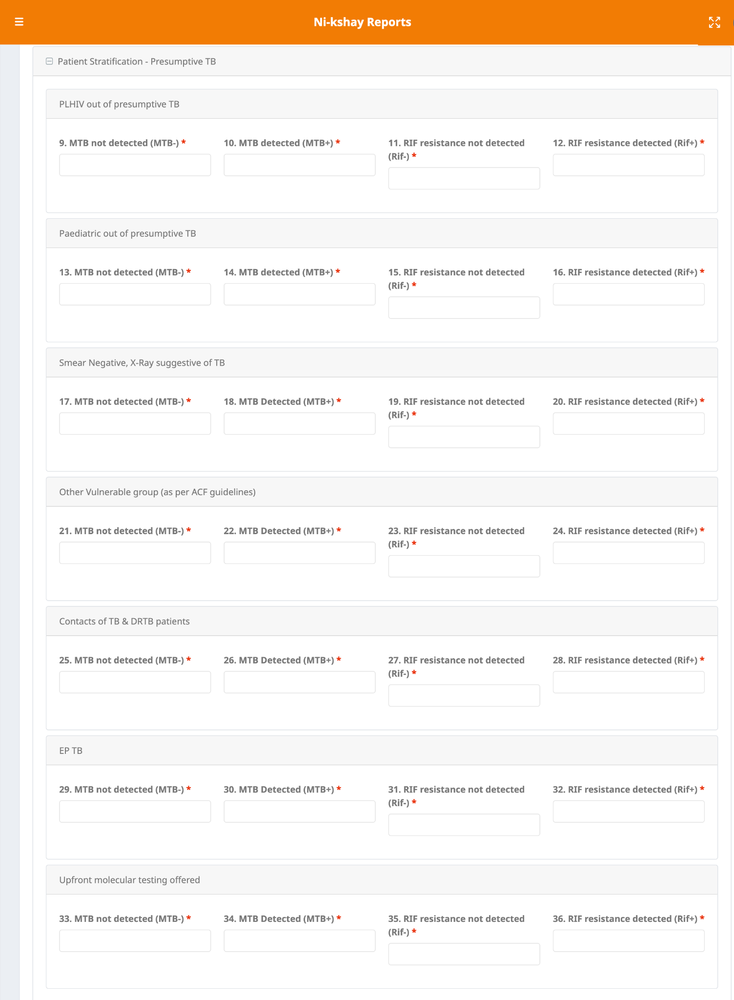 Ni-kshay Reports
Patient Stratification - Presumptive TB
PLHIV out of presumptive TB
9. MTB not detected (MTB-) *
10. MTB detected (MTB+) *
11. RIF resistance not detected
(Rif-) *
12. RIF resistance detected (Rif+) *
Paediatric out of presumptive TB
13. MTB not detected (MTB-) *
14. MTB detected (MTB+) *
15. RIF resistance not detected
(Rif-) *
16. RIF resistance detected (Rif+) *
Smear Negative, X-Ray suggestive of TB
17. MTB not detected (MTB-) *
18. MTB Detected (MTB+) *
19. RIF resistance not detected
(Rif-) *
20. RIF resistance detected (Rif+) *
Other Vulnerable group (as per ACF guidelines)
21. MTB not detected (MTB-) *
22. MTB Detected (MTB+) *
23. RIF resistance not detected
(Rif-) *
24. RIF resistance detected (Rif+) *
Contacts of TB & DRTB patients
25. MTB not detected (MTB-) *
26. MTB Detected (MTB+) *
27. RIF resistance not detected
(Rif-) *
28. RIF resistance detected (Rif+) *
EP TB
29. MTB not detected (MTB-) *
30. MTB Detected (MTB+) *
31. RIF resistance not detected
(Rif-) *
32. RIF resistance detected (Rif+) *
Upfront molecular testing offered
33. MTB not detected (MTB-) *
34. MTB Detected (MTB+) *
35. RIF resistance not detected
(Rif-) *
36. RIF resistance detected (Rif+) *